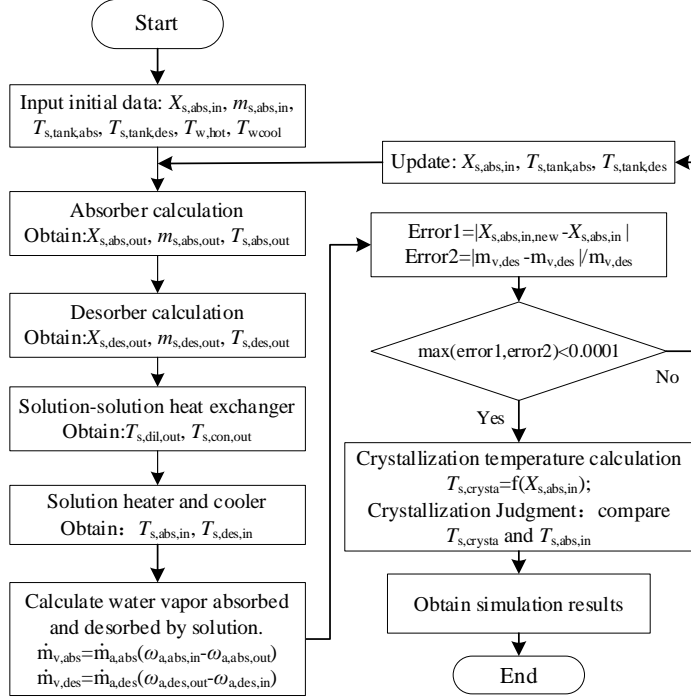 Start
Input initial data: Xs,abs,in, ms,abs,in,
Ts,tank,abs, Ts,tank,des, Tw,hot, Twcool
Absorber calculation
Obtain:Xs,abs,out, ms,abs,out, Ts,abs,out
Desorber calculation
Obtain:Xs,des,out, ms,des,out, Ts,des,out
Solution-solution heat exchanger
Obtain:Ts,dil,out, Ts,con,out
Solution heater and cooler
Obtain： Ts,abs,in, Ts,des,in
Calculate water vapor absorbed
and desorbed by solution.
ṁv,abs=ṁa,abs(ωa,abs,in-ωa,abs,out)
ṁv,des=ṁa,des(ωa,des,out-ωa,des,in)
Update: Xs,abs,in, Ts,tank,abs, Ts,tank,des
Error1=|Xs,abs,in,new-Xs,abs,in |
Error2=|mv,des-mv,des |/mv,des
max(error1,error2)<0.0001
No
Yes
Crystallization temperature calculation
Ts,crysta=f(Xs,abs,in);
Crystallization Judgment：compare
Ts,crysta and Ts,abs,in
Obtain simulation results
End